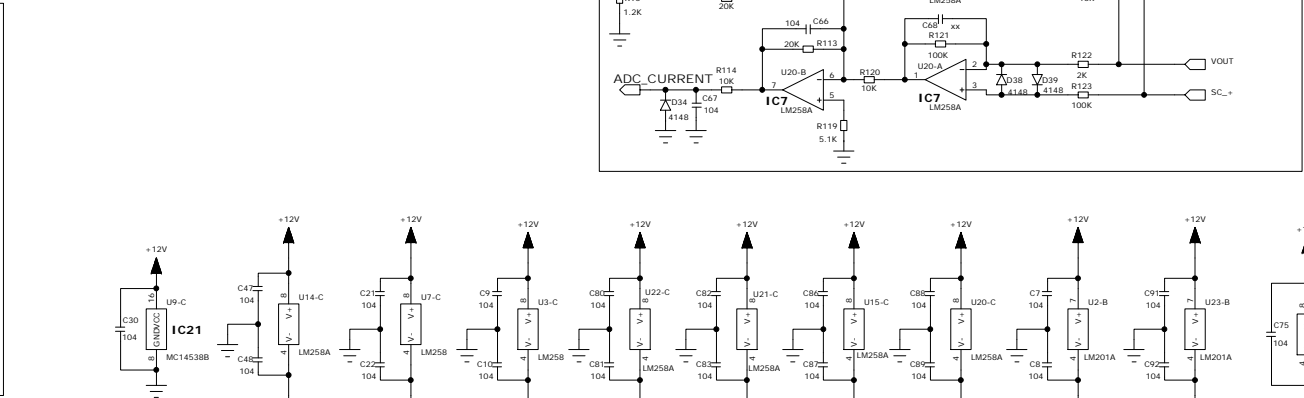 1.2K
20K
LM258A
104 C66
20K R113
C68 xx
R121
100K
ADC_CURRENT
R114
10K
7
U20-B
6
5
IC7
LM258A
R120
10K
1
U20-A
2
3
IC7
LM258A
D38
4148
D39
4148
R122
2K
R123
100K
VOUT
SC_+
D34
4148
C67
104
R119
5.1K
+12V
+12V
+12V
+12V
+12V
+12V
+12V
+12V
+12V
+12V
C30
104
16
GNDVCC
8
U9-C
IC21
MC14538B
C47
104
C48
104
8
V+
V-
4
U14-C
LM258A
C21
104
C22
104
8
V+
V-
4
U7-C
LM258
C9
104
C10
104
8
V+
V-
4
U3-C
LM258
C80
104
C81
104
8
V+
V-
4
U22-C
LM258A
C82
104
C83
104
8
V+
V-
4
U21-C
LM258A
C86
104
C87
104
8
V+
V-
4
U15-C
LM258A
C88
104
C89
104
8
V+
V-
4
U20-C
LM258A
C7
104
C8
104
7
V+
V-
4
U2-B
LM201A
C91
104
C92
104
7
V+
V-
4
U23-B
LM201A
C75
104
8